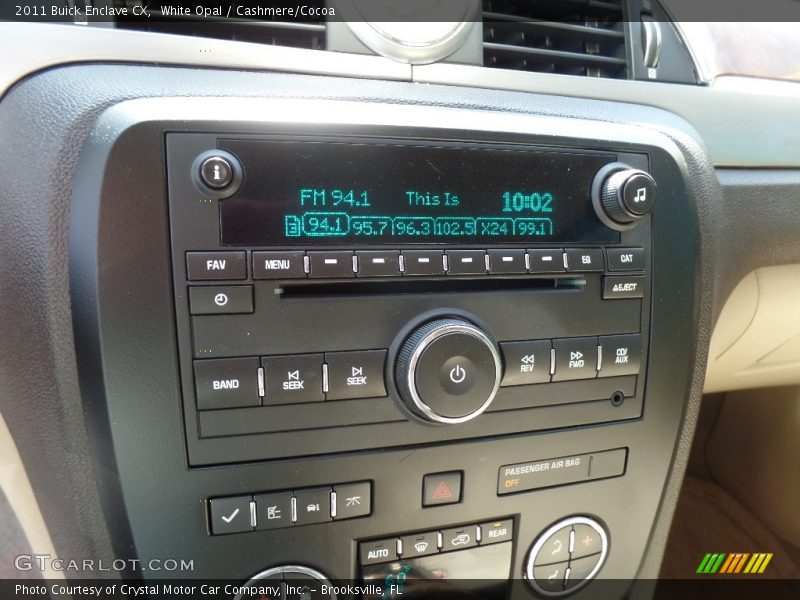 2011 Buick Enclave CX, White Opal / Cashmere/Cocoa
FM 94.1 This Is 10:02
94.1 95.7 96.3 102.5 X24 99.1
FAV MENU EQ CAT
EJECT
BAND SEEK SEEK REV FWD CD/AUX
PASSENGER AIR BAG
OFF
AUTO REAR
GTCARLOT.COM
Photo Courtesy of Crystal Motor Car Company, Inc. – Brooksville, FL